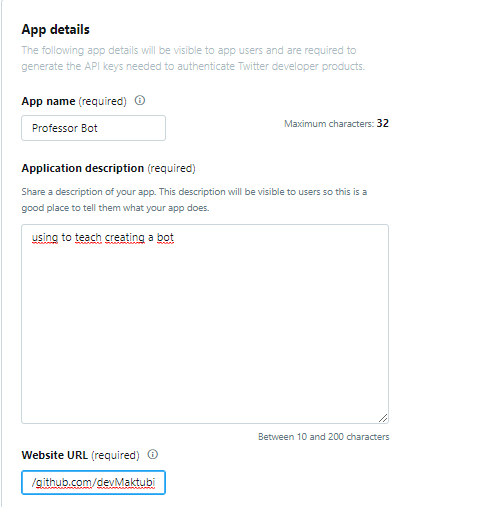 App details
The following app details will be visible to app users and are required to
generate the API keys needed to authenticate Twitter developer products.
App name (required)
Professor Bot
Maximum characters: 32
Application description (required)
Share a description of your app. This description will be visible to users so this is a
good place to tell them what your app does.
using to teach creating a bot
Between 10 and 200 characters
Website URL (required)
/github.com/devMaktubi